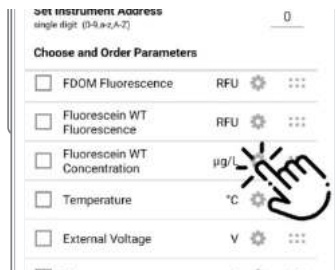 Set Instrument Address
single digit (0-9,a-z,A-Z)
0
Choose and Order Parameters
FDOM Fluorescence RFU
Fluorescein WT
Fluorescence RFU
Fluorescein WT
Concentration µg/L
Temperature °C
External Voltage V